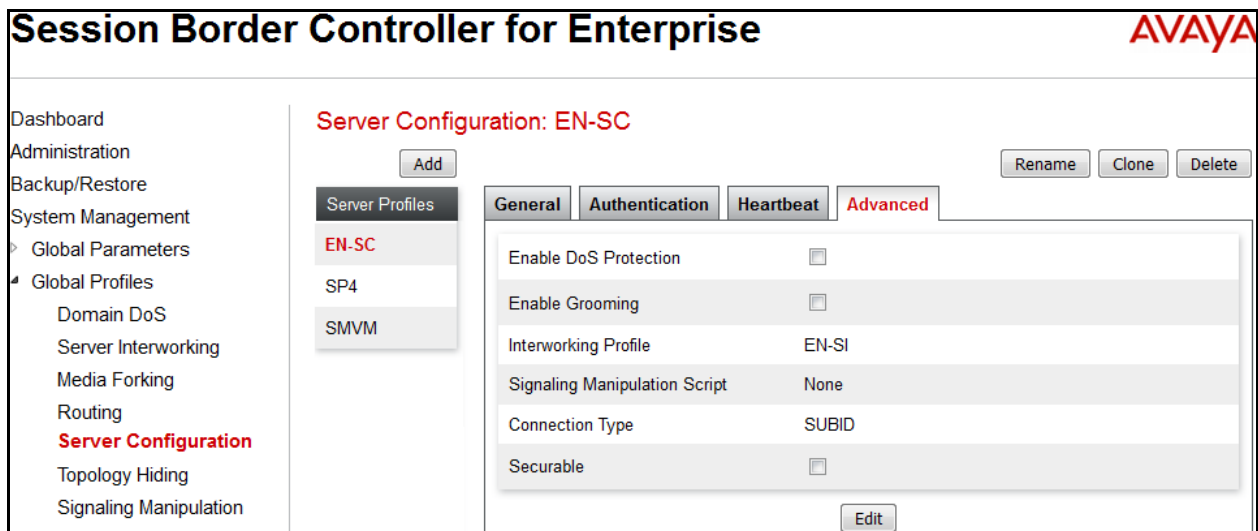 Session Border Controller for Enterprise
AVAYA
Dashboard
Administration
Backup/Restore
System Management
Global Parameters
Global Profiles
Domain DoS
Server Interworking
Media Forking
Routing
Server Configuration
Topology Hiding
Signaling Manipulation
Server Configuration: EN-SC
Add
Rename Clone Delete
Server Profiles
EN-SC
SP4
SMVM
General Authentication Heartbeat Advanced
Enable DoS Protection
Enable Grooming
Interworking Profile EN-SI
Signaling Manipulation Script None
Connection Type SUBID
Securable
Edit